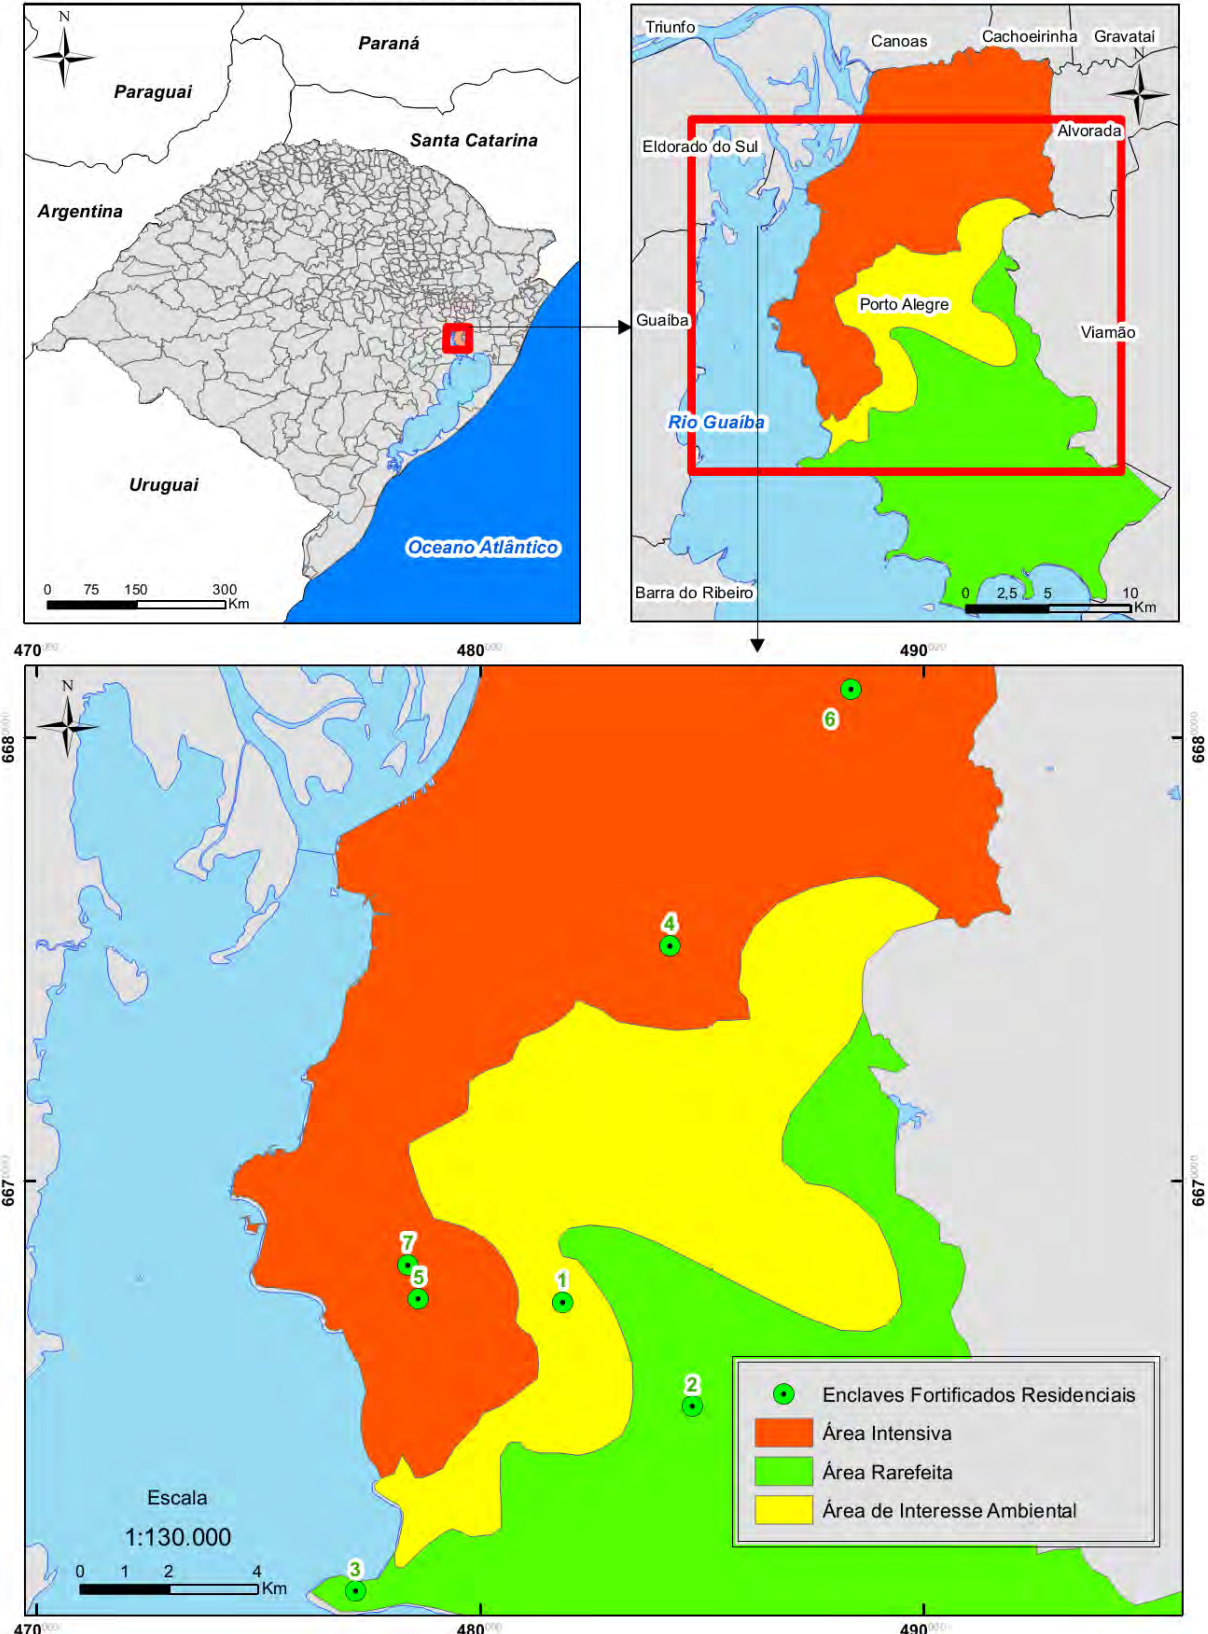 N
Paraná
Paraguai
Santa Catarina
Argentina
Uruguai
Oceano Atlântico
0 75 150 300
Km
Triunfo
Canoas
Cachoeirinha
Gravataí
N
Alvorada
Eldorado do Sul
Porto Alegre
Guaíba
Viamão
Rio Guaíba
Barra do Ribeiro
0 2,5 5 10
Km
470000
480000
490
N
6
668
668
4
667
667
7
5
1
2
3
Enclaves Fortificados Residenciais
Área Intensiva
Área Rarefeita
Área de Interesse Ambiental
Escala
1:130.000
0 1 2 4
Km
470
480
490